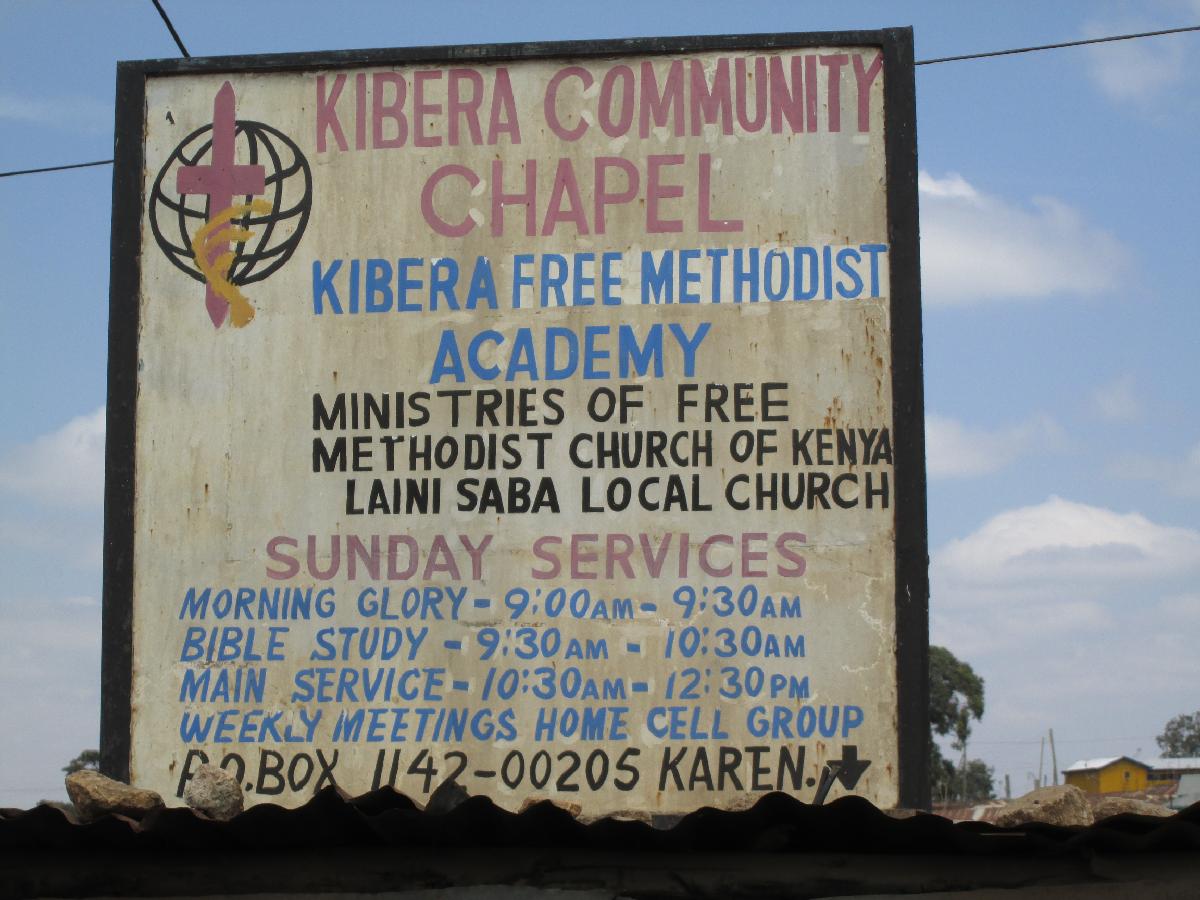 KIBERA COMMUNITY
CHAPEL
KIBERA FREE METHODIST
ACADEMY
MINISTRIES OF FREE
METHODIST CHURCH OF KENYA
LAINI SABA LOCAL CHURCH
SUNDAY SERVICES
MORNING GLORY - 9:00AM - 9:30AM
BIBLE STUDY - 9:30AM - 10:30AM
MAIN SERVICE - 10:30AM - 12:30PM
WEEKLY MEETINGS HOME CELL GROUP
P.O.BOX 1142-00205 KAREN.